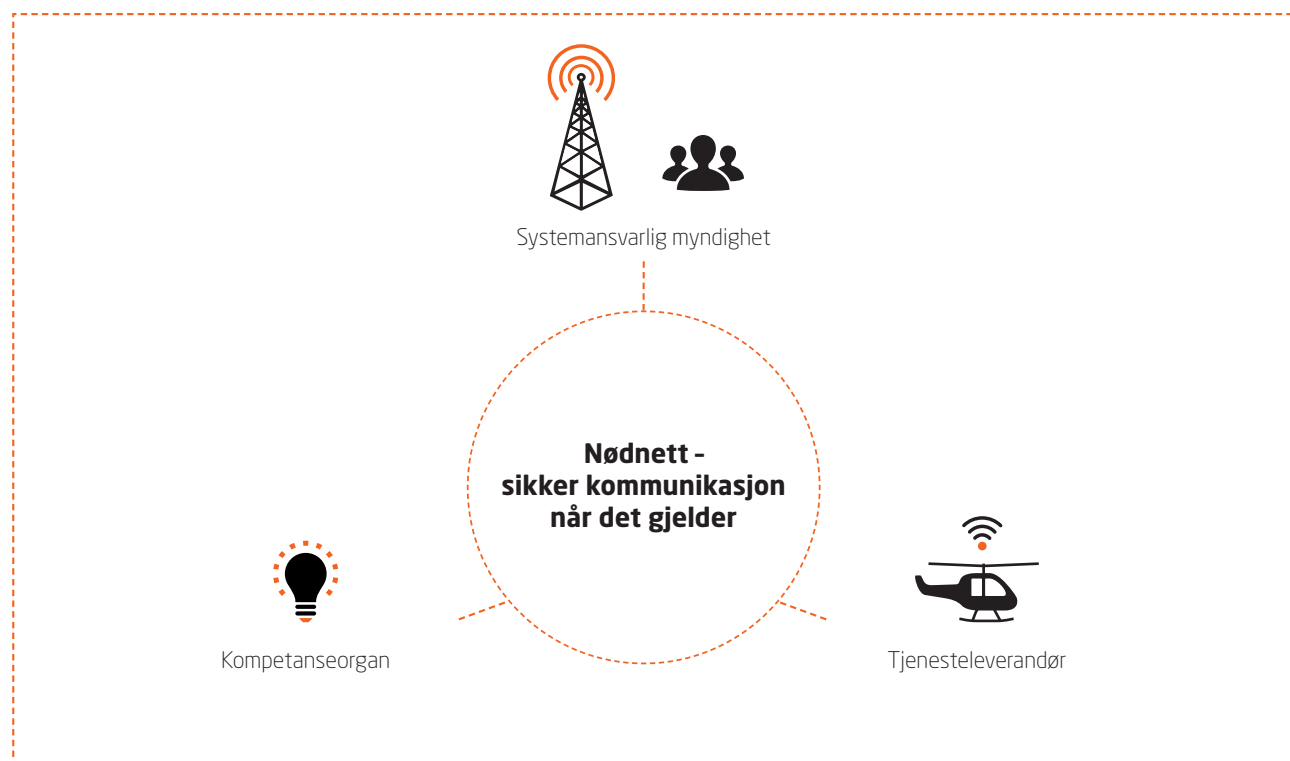 Systemansvarlig myndighet
Nødnett –
sikker kommunikasjon
når det gjelder
Kompetanseorgan
Tjenesteleverandør